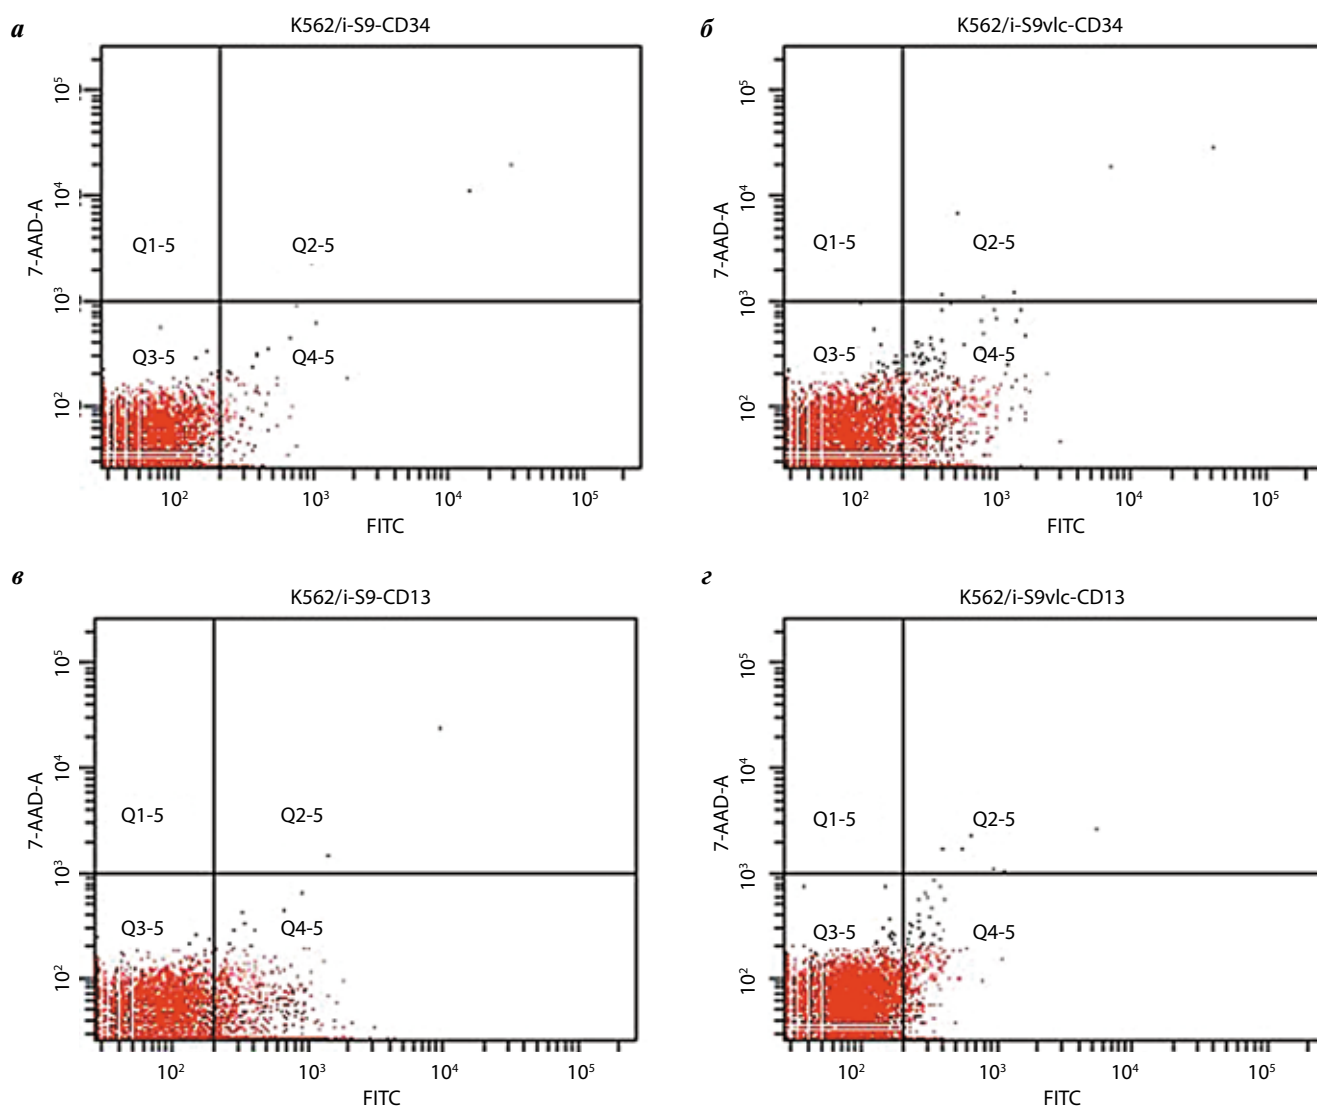 а
K562/i-S9-CD34
10⁵
10⁴
10³
10²
7-AAD-A
Q1-5
Q2-5
Q3-5
Q4-5
10²
10³
10⁴
10⁵
FITC
б
K562/i-S9vlc-CD34
10⁵
10⁴
10³
10²
7-AAD-A
Q1-5
Q2-5
Q3-5
Q4-5
10²
10³
10⁴
10⁵
FITC
в
K562/i-S9-CD13
10⁵
10⁴
10³
10²
7-AAD-A
Q1-5
Q2-5
Q3-5
Q4-5
10²
10³
10⁴
10⁵
FITC
г
K562/i-S9vlc-CD13
10⁵
10⁴
10³
10²
7-AAD-A
Q1-5
Q2-5
Q3-5
Q4-5
10²
10³
10⁴
10⁵
FITC